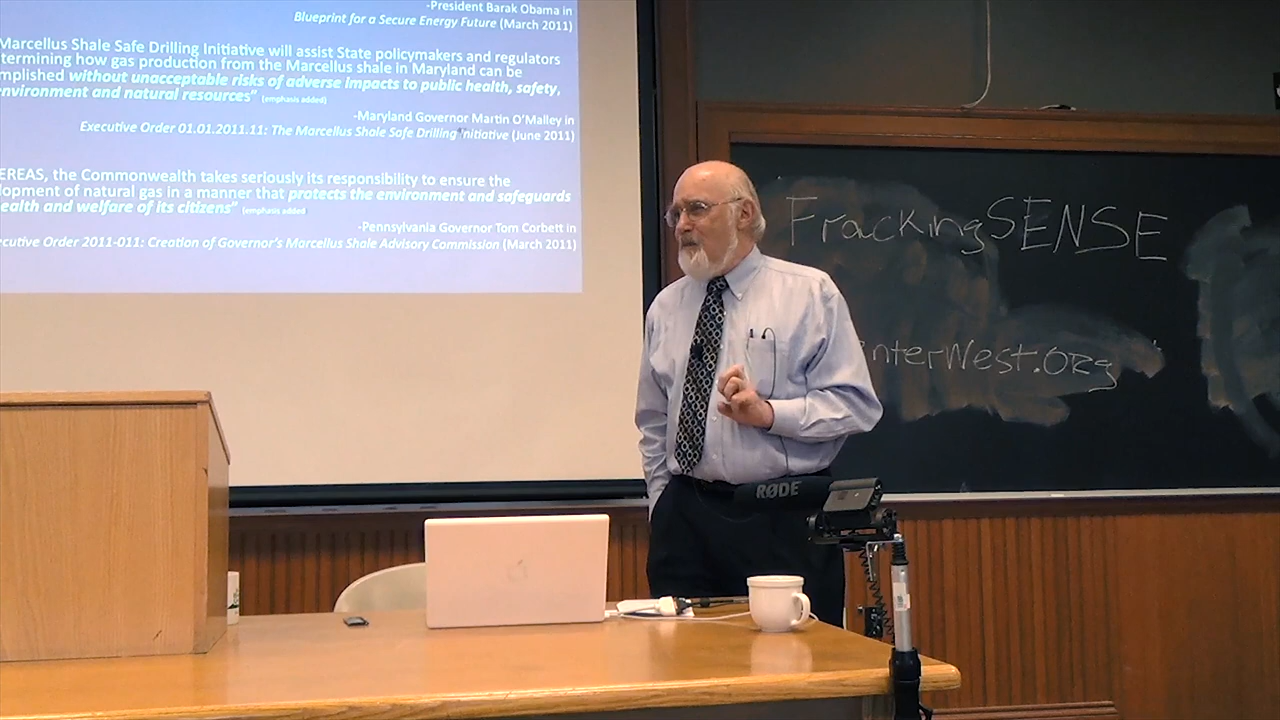 -President Barak Obama in
Blueprint for a Secure Energy Future (March 2011)
Marcellus Shale Safe Drilling Initiative will assist State policymakers and regulators
termining how gas production from the Marcellus shale in Maryland can be
mplished without unacceptable risks of adverse impacts to public health, safety,
nvironment and natural resources” (emphasis added)
-Maryland Governor Martin O’Malley in
Executive Order 01.01.2011.11: The Marcellus Shale Safe Drilling Initiative (June 2011)
EREAS, the Commonwealth takes seriously its responsibility to ensure the
lopment of natural gas in a manner that protects the environment and safeguards
ealth and welfare of its citizens” (emphasis added
-Pennsylvania Governor Tom Corbett in
ecutive Order 2011-011: Creation of Governor’s Marcellus Shale Advisory Commission (March 2011)
FrackingSENSE
enterWest.ORg
RØDE